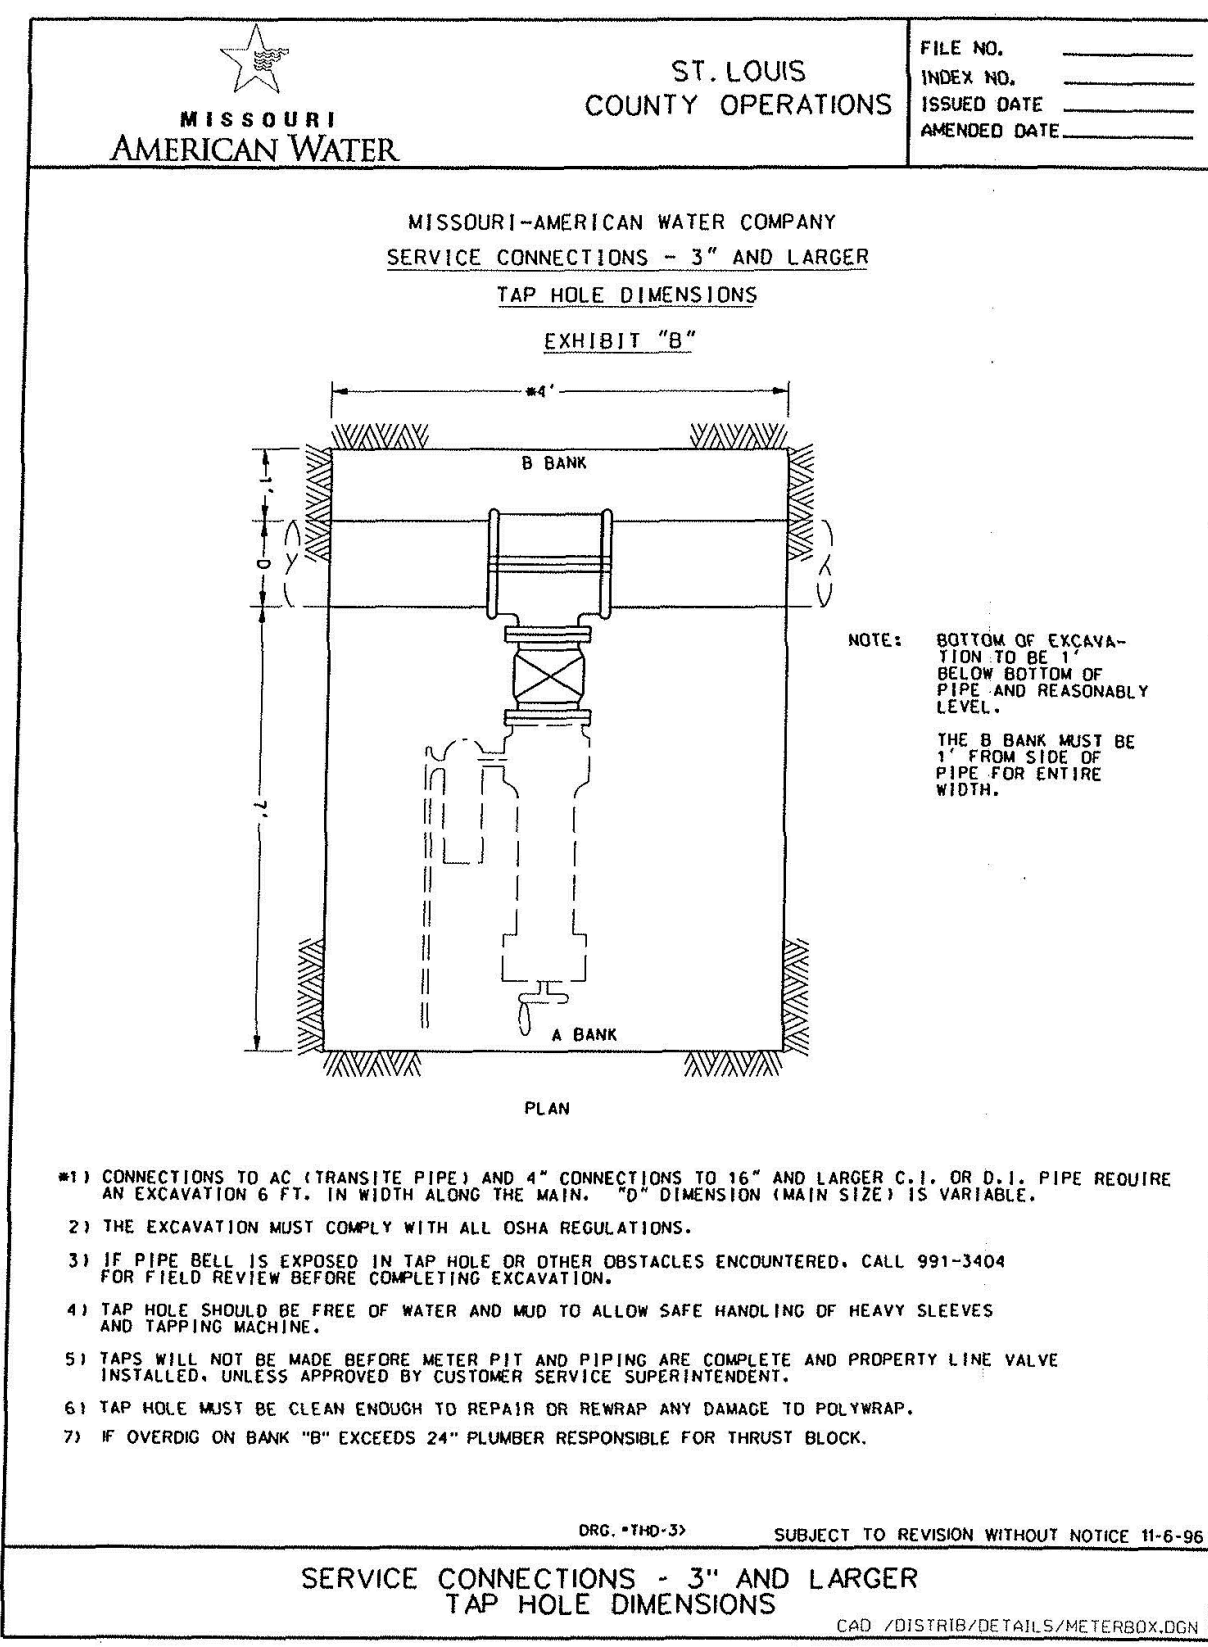 MISSOURI
AMERICAN WATER
ST. LOUIS
COUNTY OPERATIONS
FILE NO.
INDEX NO.
ISSUED DATE
AMENDED DATE
MISSOURI-AMERICAN WATER COMPANY
SERVICE CONNECTIONS - 3" AND LARGER
TAP HOLE DIMENSIONS
EXHIBIT "B"
*4'
B BANK
1'
D
7'
NOTE: BOTTOM OF EXCAVA-
TION TO BE 1'
BELOW BOTTOM OF
PIPE AND REASONABLY
LEVEL.
THE B BANK MUST BE
1' FROM SIDE OF
PIPE FOR ENTIRE
WIDTH.
A BANK
PLAN
*1) CONNECTIONS TO AC (TRANSITE PIPE) AND 4" CONNECTIONS TO 16" AND LARGER C.I. OR D.I. PIPE REQUIRE
AN EXCAVATION 6 FT. IN WIDTH ALONG THE MAIN. "D" DIMENSION (MAIN SIZE) IS VARIABLE.
2) THE EXCAVATION MUST COMPLY WITH ALL OSHA REGULATIONS.
3) IF PIPE BELL IS EXPOSED IN TAP HOLE OR OTHER OBSTACLES ENCOUNTERED, CALL 991-3404
FOR FIELD REVIEW BEFORE COMPLETING EXCAVATION.
4) TAP HOLE SHOULD BE FREE OF WATER AND MUD TO ALLOW SAFE HANDLING OF HEAVY SLEEVES
AND TAPPING MACHINE.
5) TAPS WILL NOT BE MADE BEFORE METER PIT AND PIPING ARE COMPLETE AND PROPERTY LINE VALVE
INSTALLED, UNLESS APPROVED BY CUSTOMER SERVICE SUPERINTENDENT.
6) TAP HOLE MUST BE CLEAN ENOUGH TO REPAIR OR REWRAP ANY DAMAGE TO POLYWRAP.
7) IF OVERDIG ON BANK "B" EXCEEDS 24" PLUMBER RESPONSIBLE FOR THRUST BLOCK.
DRG. *THD-3>
SUBJECT TO REVISION WITHOUT NOTICE 11-6-96
SERVICE CONNECTIONS - 3" AND LARGER
TAP HOLE DIMENSIONS
CAD /DISTRIB/DETAILS/METERBOX.DGN